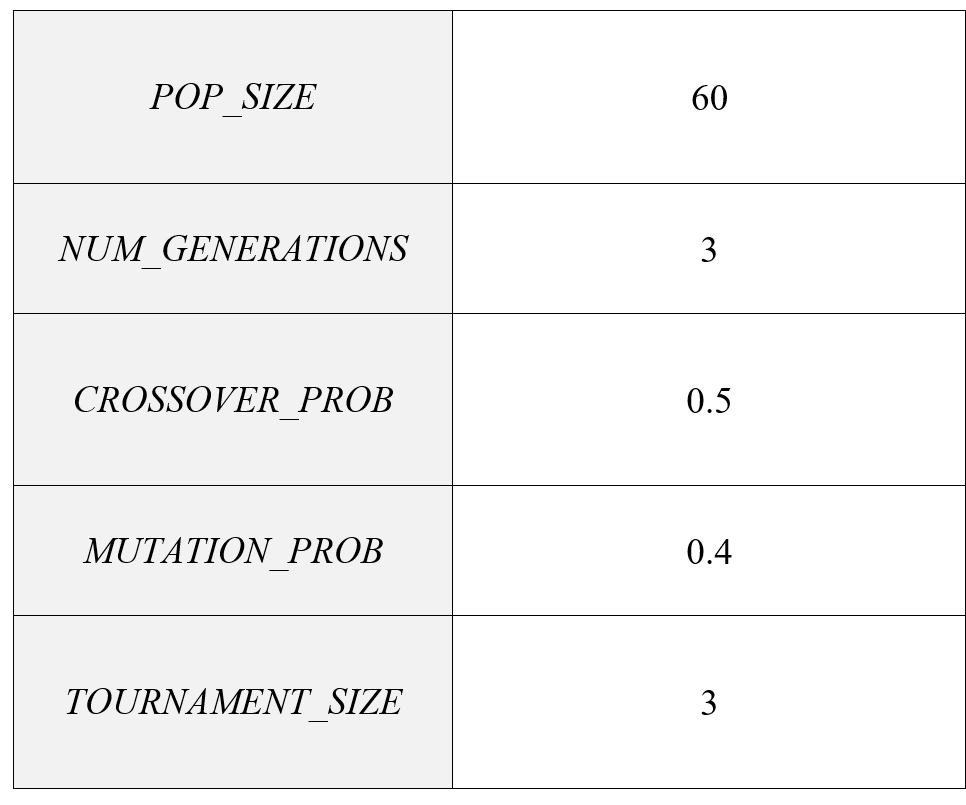 POP_SIZE 60
NUM_GENERATIONS 3
CROSSOVER_PROB 0.5
MUTATION_PROB 0.4
TOURNAMENT_SIZE 3